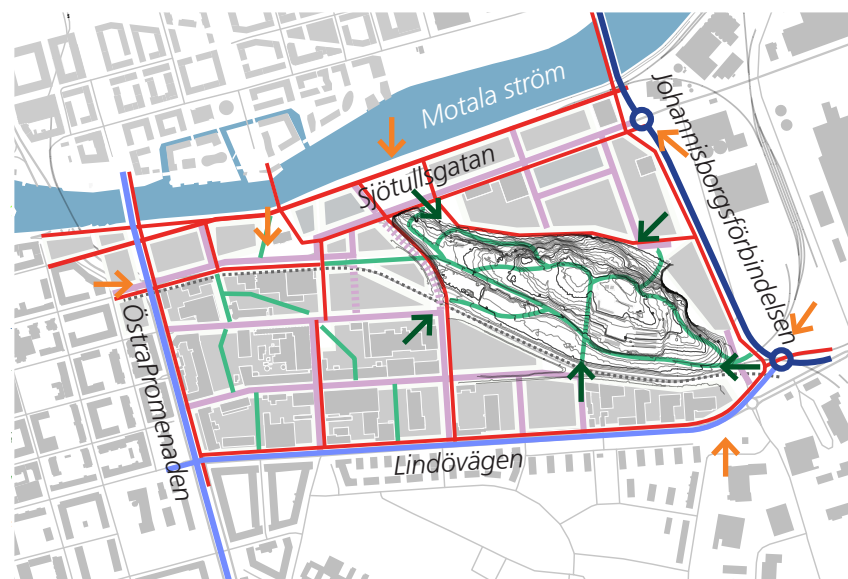 Motala ström
Johannisborgsförbindelsen
Sjötullsgatan
ÖstraPromenaden
Lindövägen